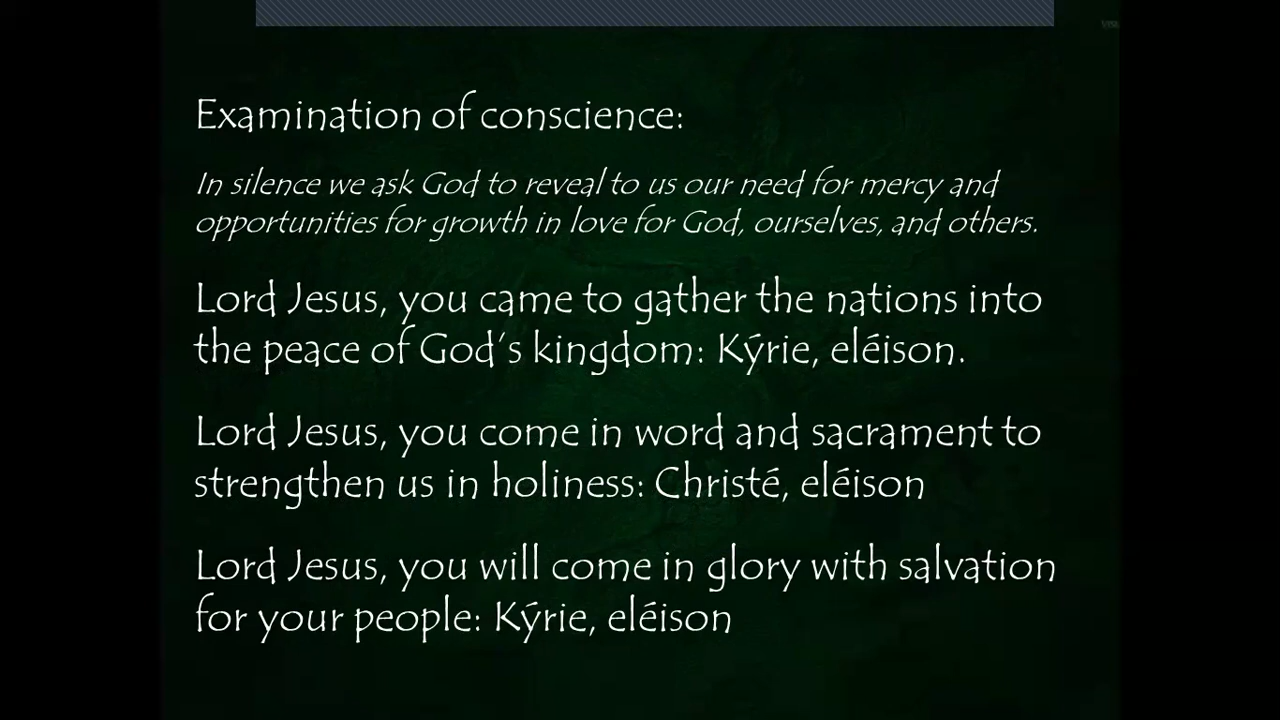 Examination of conscience:
In silence we ask God to reveal to us our need for mercy and
opportunities for growth in love for God, ourselves, and others.
Lord Jesus, you came to gather the nations into
the peace of God's kingdom: Kýrie, eléison.
Lord Jesus, you come in word and sacrament to
strengthen us in holiness: Christé, eléison
Lord Jesus, you will come in glory with salvation
for your people: Kýrie, eléison